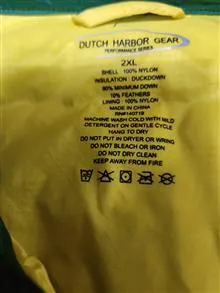 DUTCH HARBOR GEAR
PERFORMANCE SERIES
2XL
SHELL : 100% NYLON
INSULATION : DUCKDOWN
90% MINIMUM DOWN
10% FEATHERS
LINING : 100% NYLON
MADE IN CHINA
RN#140719
MACHINE WASH COLD WITH MILD
DETERGENT ON GENTLE CYCLE
HANG TO DRY
DO NOT PUT IN DRYER OR WRING
DO NOT BLEACH OR IRON
DO NOT DRY CLEAN
KEEP AWAY FROM FIRE